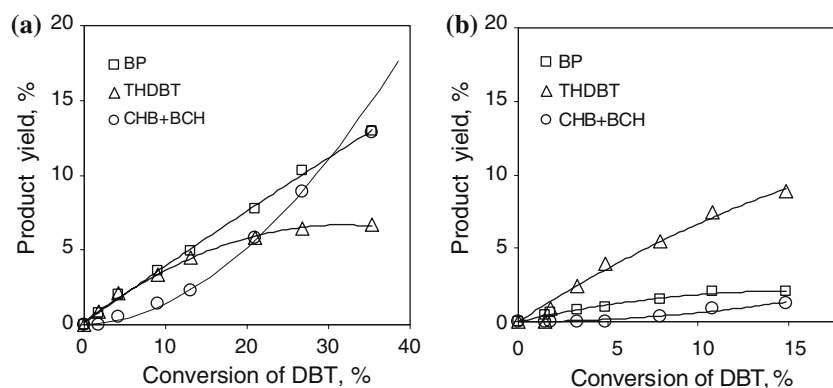 (a)
20
15
10
5
0
Product yield, %
BP
THDBT
CHB+BCH
0 10 20 30 40
Conversion of DBT, %
(b)
20
15
10
5
0
Product yield, %
BP
THDBT
CHB+BCH
0 5 10 15
Conversion of DBT, %